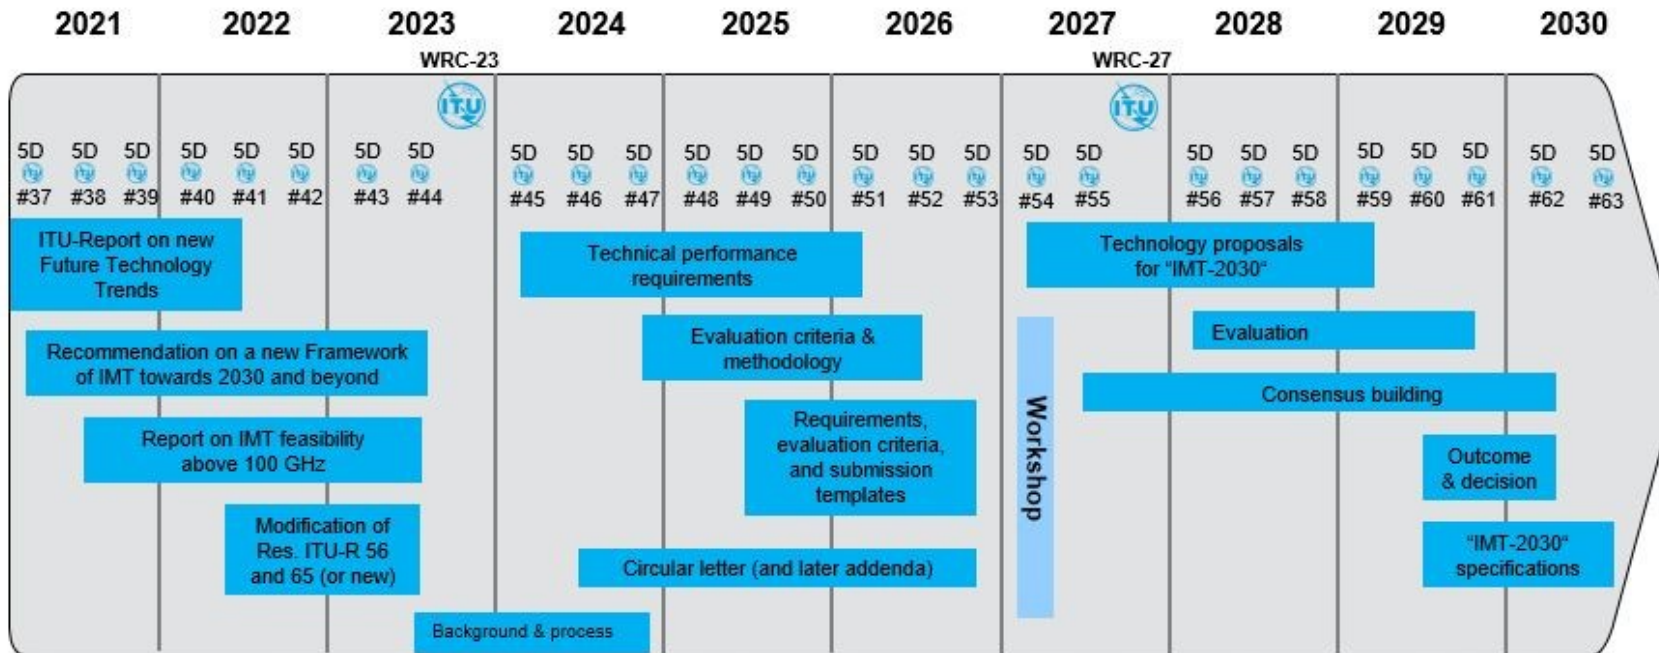 2021 2022 2023 2024 2025 2026 2027 2028 2029 2030
WRC-23 WRC-27
ITU ITU
5D 5D 5D 5D 5D 5D 5D 5D 5D 5D 5D 5D 5D 5D 5D 5D 5D 5D 5D 5D 5D 5D 5D 5D 5D 5D 5D
#37 #38 #39 #40 #41 #42 #43 #44 #45 #46 #47 #48 #49 #50 #51 #52 #53 #54 #55 #56 #57 #58 #59 #60 #61 #62 #63
ITU-Report on new
Future Technology
Trends
Recommendation on a new Framework
of IMT towards 2030 and beyond
Report on IMT feasibility
above 100 GHz
Modification of
Res. ITU-R 56
and 65 (or new)
Background & process
Technical performance
requirements
Evaluation criteria &
methodology
Requirements,
evaluation criteria,
and submission
templates
Circular letter (and later addenda)
Workshop
Technology proposals
for “IMT-2030“
Evaluation
Consensus building
Outcome
& decision
“IMT-2030“
specifications